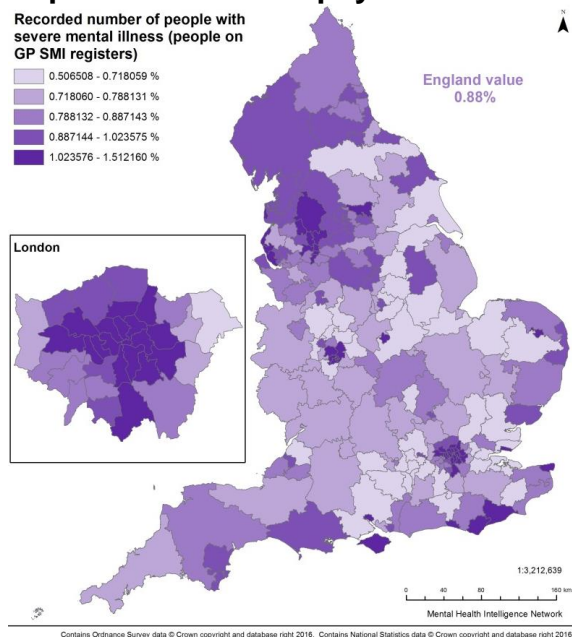 Recorded number of people with
severe mental illness (people on
GP SMI registers)
0.506508 - 0.718059 %
0.718060 - 0.788131 %
0.788132 - 0.887143 %
0.887144 - 1.023575 %
1.023576 - 1.512160 %
N
England value
0.88%
London
1:3,212,639
0 40 80 160 km
Mental Health Intelligence Network
Contains Ordnance Survey data © Crown copyright and database right 2016. Contains National Statistics data © Crown copyright and database right 2016